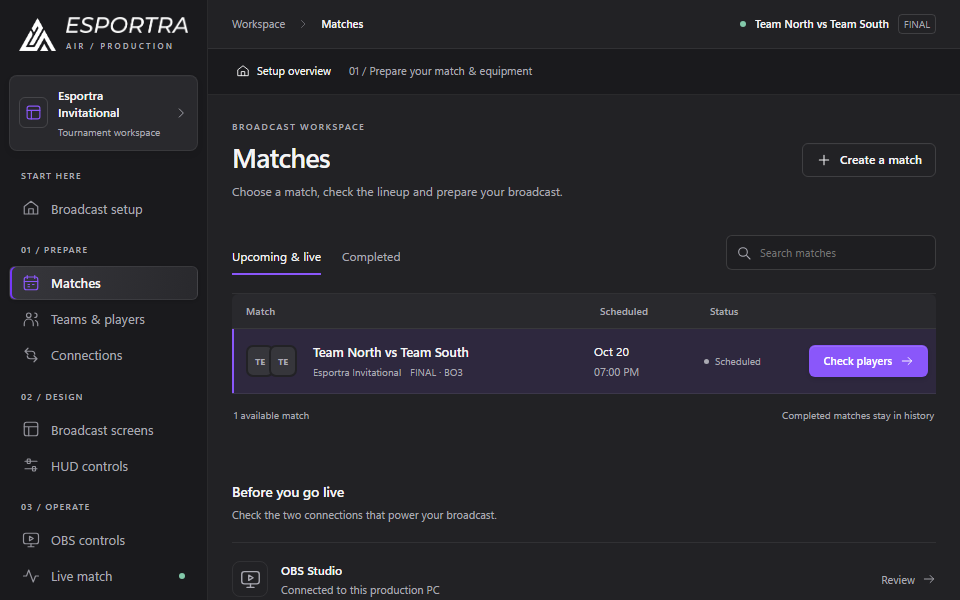 ESPORTRA
AIR / PRODUCTION
Esportra
Invitational
Tournament workspace
START HERE
Broadcast setup
01 / PREPARE
Matches
Teams & players
Connections
02 / DESIGN
Broadcast screens
HUD controls
03 / OPERATE
OBS controls
Live match
Workspace
Matches
Team North vs Team South
FINAL
Setup overview
01 / Prepare your match & equipment
BROADCAST WORKSPACE
Matches
Choose a match, check the lineup and prepare your broadcast.
Create a match
Upcoming & live
Completed
Search matches
Match
Scheduled
Status
TE
TE
Team North vs Team South
Esportra Invitational
FINAL · BO3
Oct 20
07:00 PM
Scheduled
Check players
1 available match
Completed matches stay in history
Before you go live
Check the two connections that power your broadcast.
OBS Studio
Connected to this production PC
Review